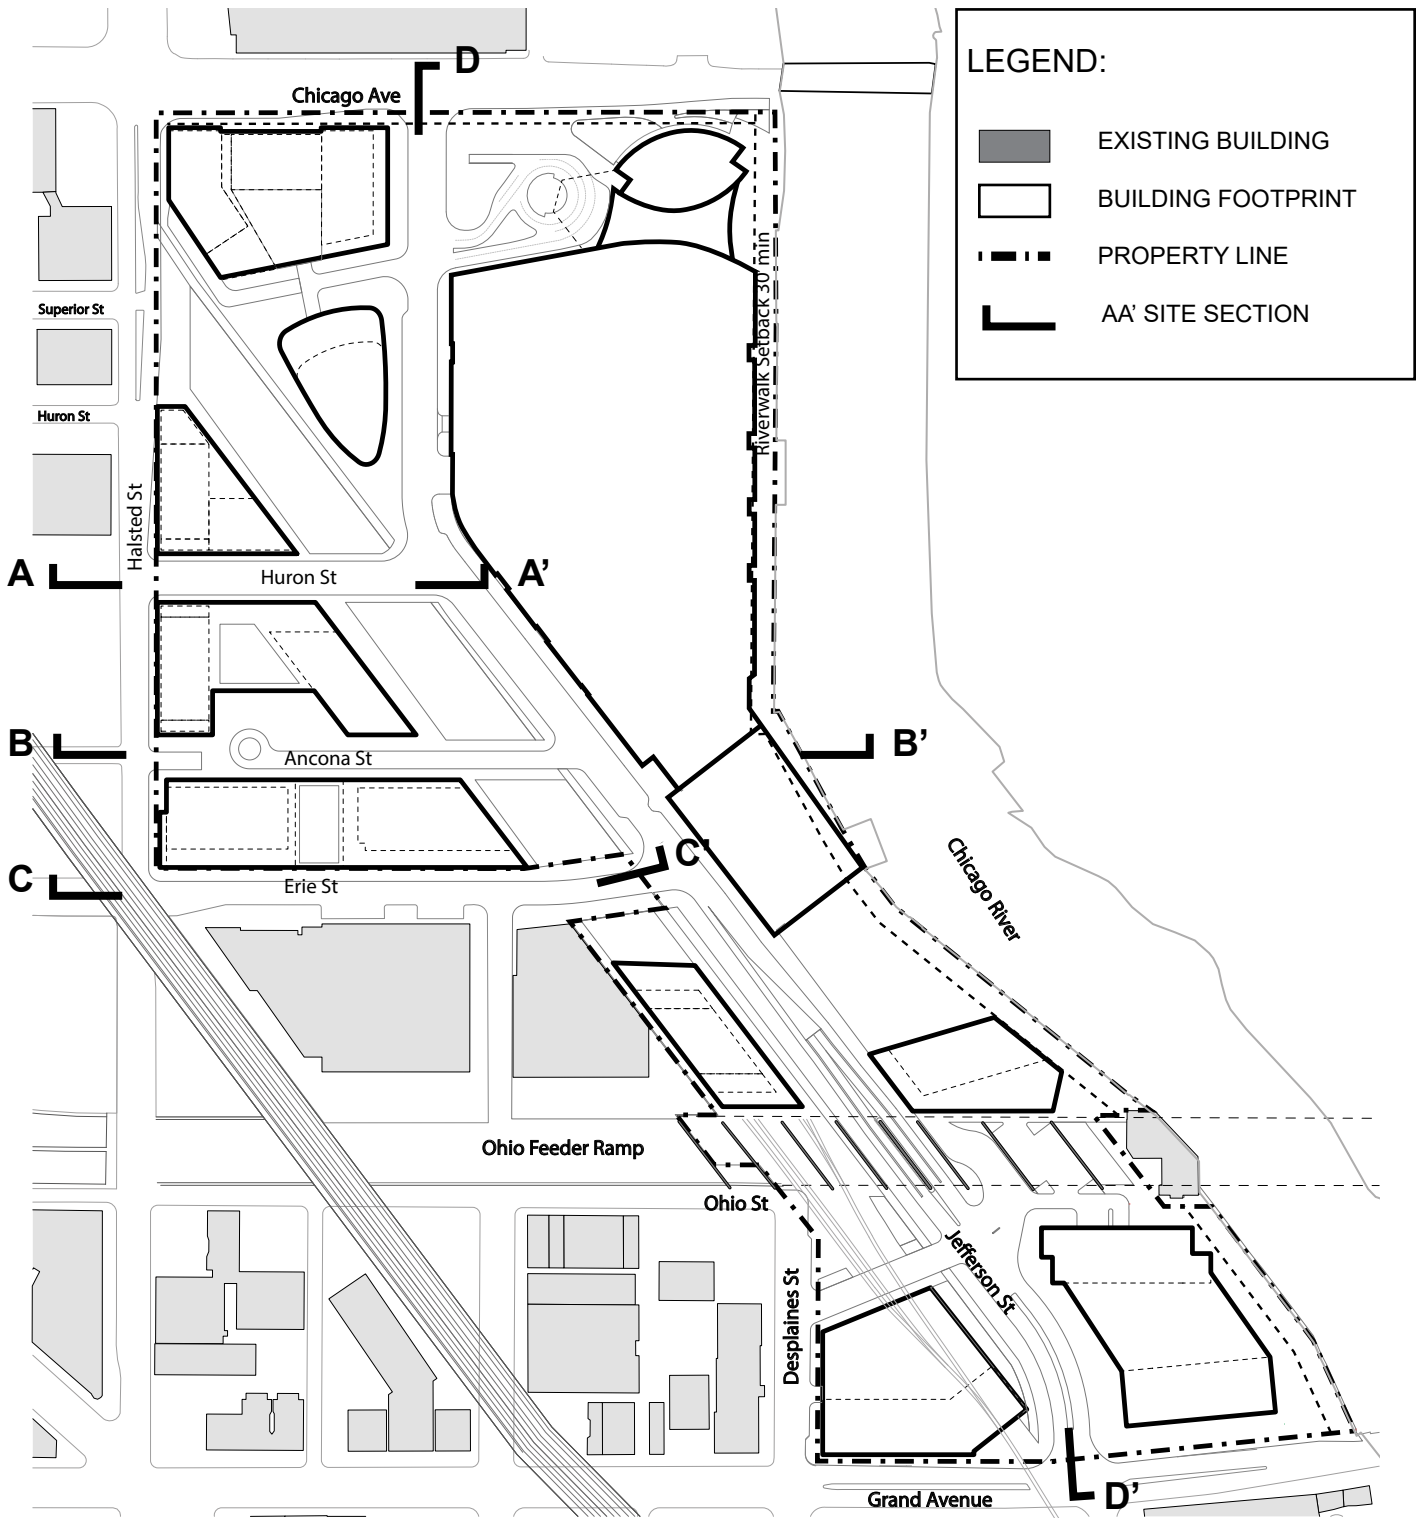 D
Chicago Ave
LEGEND:
EXISTING BUILDING
BUILDING FOOTPRINT
PROPERTY LINE
AA’ SITE SECTION
Riverwalk Setback 30' min
Superior St
Huron St
Halsted St
A
Huron St
A’
B
Ancona St
B’
C
Erie St
C’
Chicago River
Ohio Feeder Ramp
Ohio St
Jefferson St
Desplaines St
Grand Avenue
D’